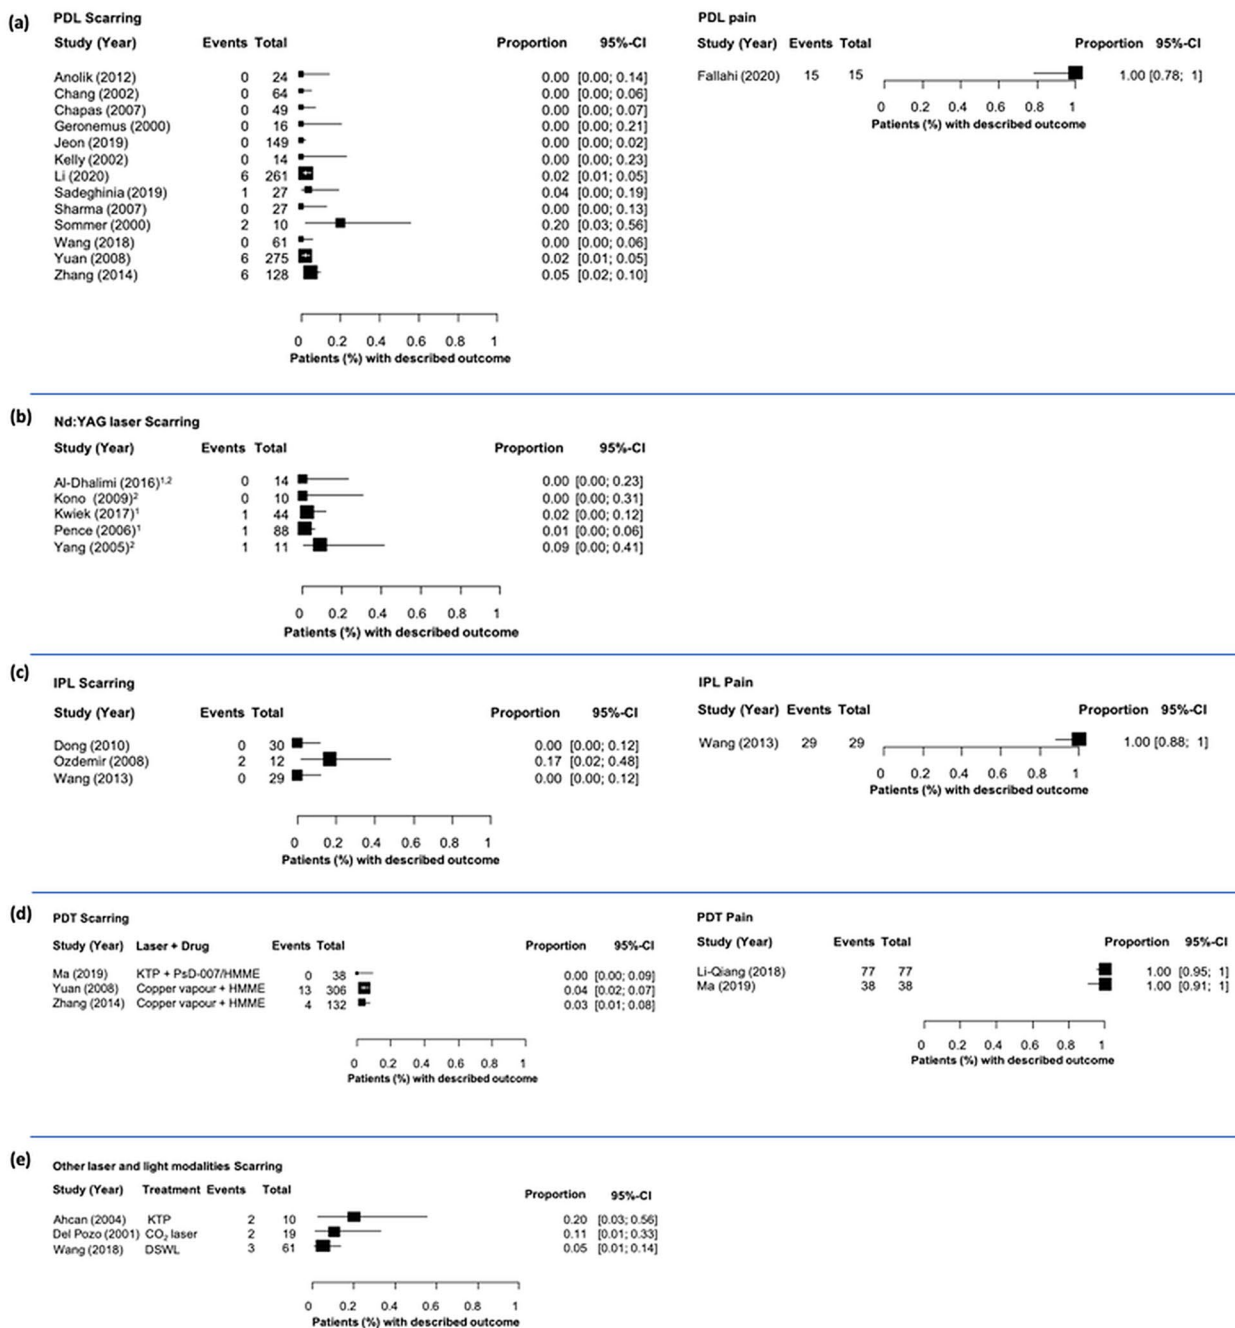 (a)
PDL Scarring
Study (Year) Events Total Proportion 95%-CI
Anolik (2012) 0 24 0.00 [0.00; 0.14]
Chang (2002) 0 64 0.00 [0.00; 0.06]
Chapas (2007) 0 49 0.00 [0.00; 0.07]
Geronemus (2000) 0 16 0.00 [0.00; 0.21]
Jeon (2019) 0 149 0.00 [0.00; 0.02]
Kelly (2002) 0 14 0.00 [0.00; 0.23]
Li (2020) 6 261 0.02 [0.01; 0.05]
Sadeghinia (2019) 1 27 0.04 [0.00; 0.19]
Sharma (2007) 0 27 0.00 [0.00; 0.13]
Sommer (2000) 2 10 0.20 [0.03; 0.56]
Wang (2018) 0 61 0.00 [0.00; 0.06]
Yuan (2008) 6 275 0.02 [0.01; 0.05]
Zhang (2014) 6 128 0.05 [0.02; 0.10]
0 0.2 0.4 0.6 0.8 1
Patients (%) with described outcome
PDL pain
Study (Year) Events Total Proportion 95%-CI
Fallahi (2020) 15 15 1.00 [0.78; 1]
0 0.2 0.4 0.6 0.8 1
Patients (%) with described outcome
(b)
Nd:YAG laser Scarring
Study (Year) Events Total Proportion 95%-CI
Al-Dhalimi (2016)1,2 0 14 0.00 [0.00; 0.23]
Kono (2009)2 0 10 0.00 [0.00; 0.31]
Kwiek (2017)1 1 44 0.02 [0.00; 0.12]
Pence (2006)1 1 88 0.01 [0.00; 0.06]
Yang (2005)2 1 11 0.09 [0.00; 0.41]
0 0.2 0.4 0.6 0.8 1
Patients (%) with described outcome
(c)
IPL Scarring
Study (Year) Events Total Proportion 95%-CI
Dong (2010) 0 30 0.00 [0.00; 0.12]
Ozdemir (2008) 2 12 0.17 [0.02; 0.48]
Wang (2013) 0 29 0.00 [0.00; 0.12]
0 0.2 0.4 0.6 0.8 1
Patients (%) with described outcome
IPL Pain
Study (Year) Events Total Proportion 95%-CI
Wang (2013) 29 29 1.00 [0.88; 1]
0 0.2 0.4 0.6 0.8 1
Patients (%) with described outcome
(d)
PDT Scarring
Study (Year) Laser + Drug Events Total Proportion 95%-CI
Ma (2019) KTP + PsD-007/HMME 0 38 0.00 [0.00; 0.09]
Yuan (2008) Copper vapour + HMME 13 306 0.04 [0.02; 0.07]
Zhang (2014) Copper vapour + HMME 4 132 0.03 [0.01; 0.08]
0 0.2 0.4 0.6 0.8 1
Patients (%) with described outcome
PDT Pain
Study (Year) Events Total Proportion 95%-CI
Li-Qiang (2018) 77 77 1.00 [0.95; 1]
Ma (2019) 38 38 1.00 [0.91; 1]
0 0.2 0.4 0.6 0.8 1
Patients (%) with described outcome
(e)
Other laser and light modalities Scarring
Study (Year) Treatment Events Total Proportion 95%-CI
Ahcan (2004) KTP 2 10 0.20 [0.03; 0.56]
Del Pozo (2001) CO2 laser 2 19 0.11 [0.01; 0.33]
Wang (2018) DSWL 3 61 0.05 [0.01; 0.14]
0 0.2 0.4 0.6 0.8 1
Patients (%) with described outcome